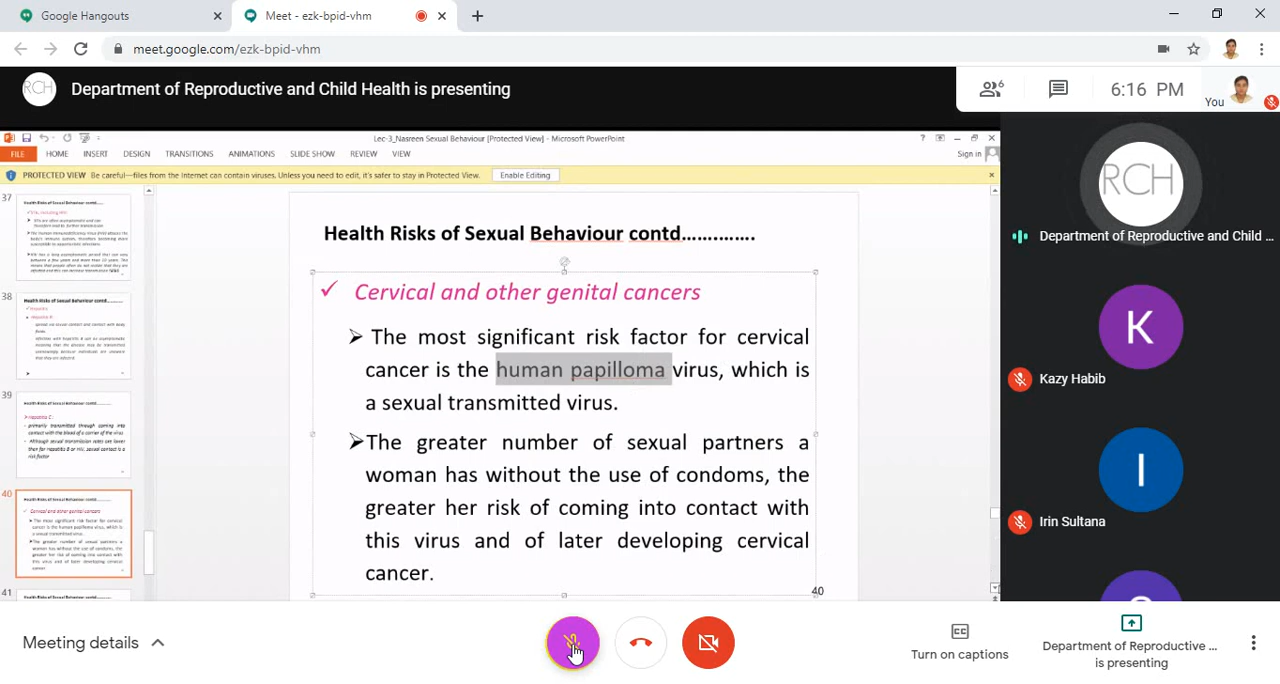 Google Hangouts
Meet - ezk-bpid-vhm
meet.google.com/ezk-bpid-vhm
RCH
Department of Reproductive and Child Health is presenting
6
6:16 PM
You
Lec-3_Nasreen Sexual Behaviour [Protected View] - Microsoft PowerPoint
FILE HOME INSERT DESIGN TRANSITIONS ANIMATIONS SLIDE SHOW REVIEW VIEW
Sign in
PROTECTED VIEW Be careful—files from the Internet can contain viruses. Unless you need to edit, it's safer to stay in Protected View.
Enable Editing
37
38
39
40
41
Health Risks of Sexual Behaviour contd.............
✓ Cervical and other genital cancers
➢ The most significant risk factor for cervical
cancer is the human papilloma virus, which is
a sexual transmitted virus.
➢The greater number of sexual partners a
woman has without the use of condoms, the
greater her risk of coming into contact with
this virus and of later developing cervical
cancer.
40
RCH
Department of Reproductive and Child ...
K
Kazy Habib
I
Irin Sultana
Meeting details
Turn on captions
Department of Reproductive ...
is presenting